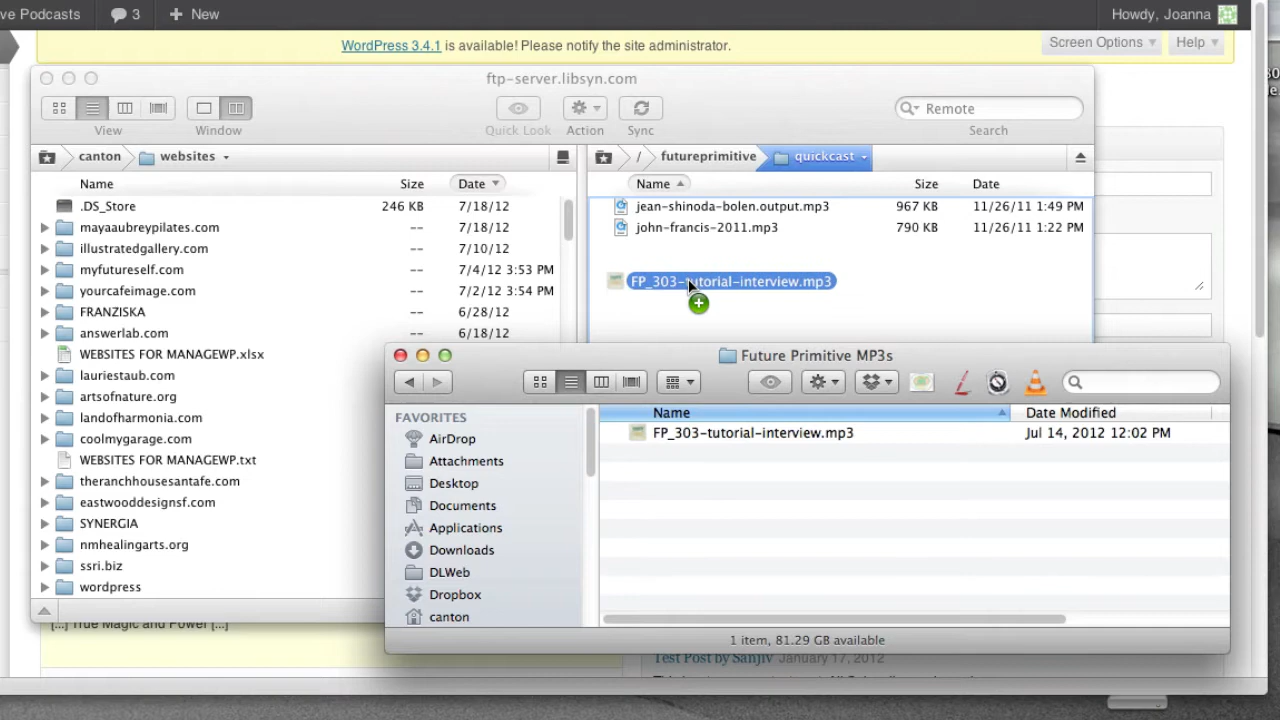 ve Podcasts 3 + New Howdy, Joanna
WordPress 3.4.1 is available! Please notify the site administrator. Screen Options Help
ftp-server.libsyn.com
Remote
View Window Quick Look Action Sync Search
canton websites / futureprimitive quickcast
Name Size Date Name Size Date
.DS_Store 246 KB 7/18/12 jean-shinoda-bolen.output.mp3 967 KB 11/26/11 1:49 PM
mayaaubreypilates.com -- 7/18/12 john-francis-2011.mp3 790 KB 11/26/11 1:22 PM
illustratedgallery.com -- 7/10/12
myfutureself.com -- 7/4/12 3:53 PM
FP_303-tutorial-interview.mp3
yourcafeimage.com -- 7/2/12 3:54 PM
FRANZISKA -- 6/28/12
answerlab.com -- 6/18/12
WEBSITES FOR MANAGEWP.xlsx
lauriestaub.com
artsofnature.org
landofharmonia.com
coolmygarage.com
WEBSITES FOR MANAGEWP.txt
theranchhousesantafe.com
eastwooddesignsf.com
SYNERGIA
nmhealingarts.org
ssri.biz
wordpress
Future Primitive MP3s
FAVORITES
AirDrop
Attachments
Desktop
Documents
Applications
Downloads
DLWeb
Dropbox
canton
Name Date Modified
FP_303-tutorial-interview.mp3 Jul 14, 2012 12:02 PM
1 item, 81.29 GB available
[...] True Magic and Power [...]
Test Post by Sanjiv January 17, 2012